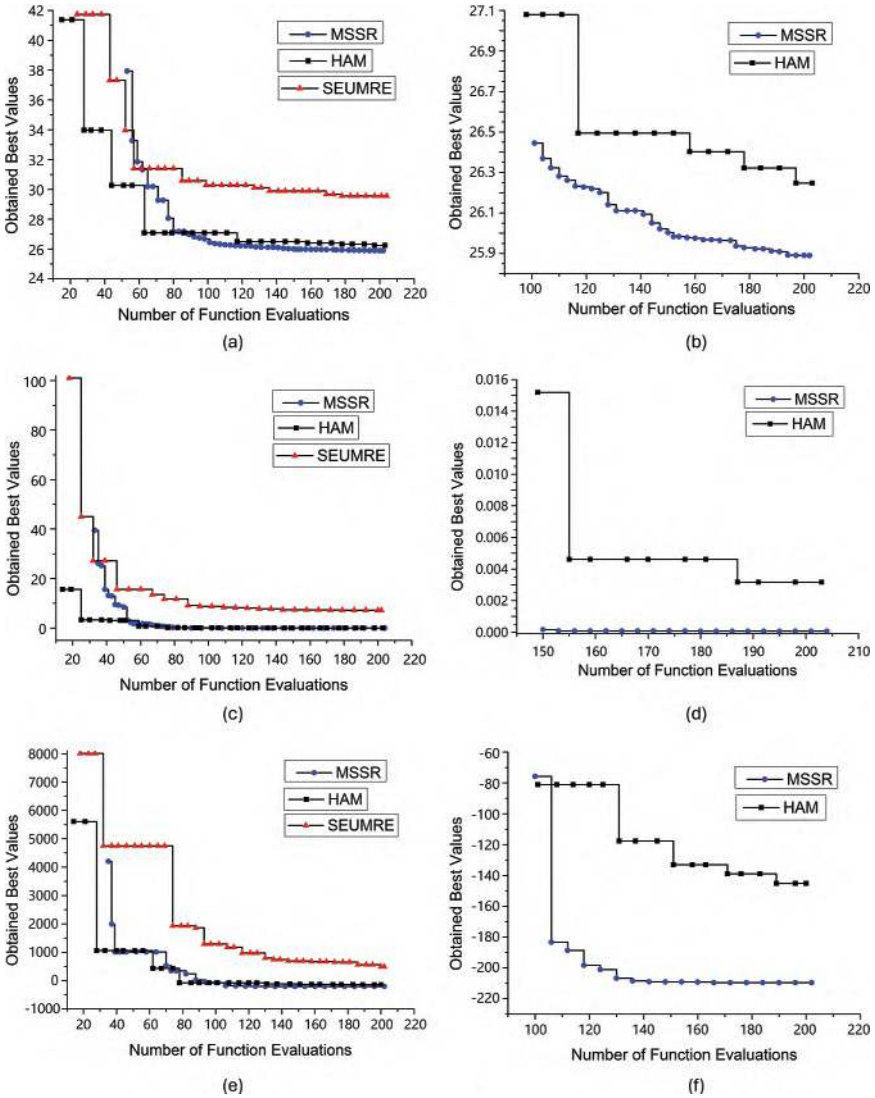 42
40
38
36
34
32
30
28
26
24
Obtained Best Values
MSSR
HAM
SEUMRE
20 40 60 80 100 120 140 160 180 200 220
Number of Function Evaluations
(a)
27.1
26.9
26.7
26.5
26.3
26.1
25.9
Obtained Best Values
MSSR
HAM
100 120 140 160 180 200 220
Number of Function Evaluations
(b)
100
80
60
40
20
0
Obtained Best Values
MSSR
HAM
SEUMRE
20 40 60 80 100 120 140 160 180 200 220
Number of Function Evaluations
(c)
0.016
0.014
0.012
0.010
0.008
0.006
0.004
0.002
0.000
Obtained Best Values
MSSR
HAM
150 160 170 180 190 200 210
Number of Function Evaluations
(d)
8000
7000
6000
5000
4000
3000
2000
1000
0
-1000
Obtained Best Values
MSSR
HAM
SEUMRE
20 40 60 80 100 120 140 160 180 200 220
Number of Function Evaluations
(e)
-60
-80
-100
-120
-140
-160
-180
-200
-220
Obtained Best Values
MSSR
HAM
100 120 140 160 180 200 220
Number of Function Evaluations
(f)